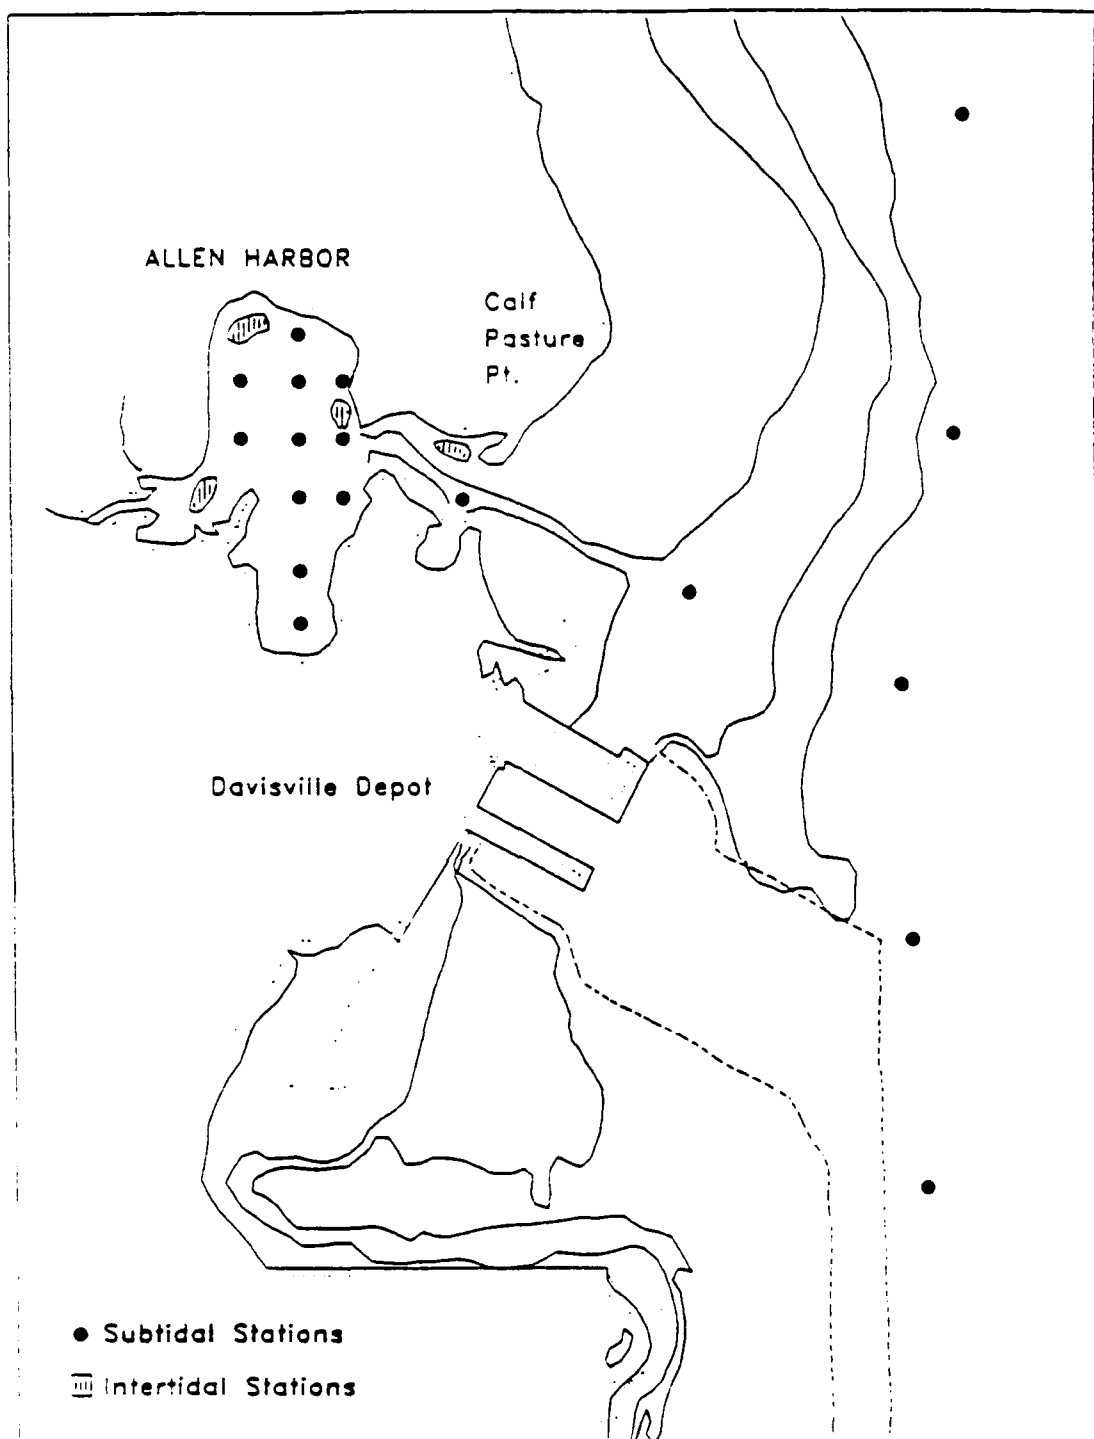 ALLEN HARBOR
Calf
Pasture
Pt.
Davisville Depot
Subtidal Stations
Intertidal Stations